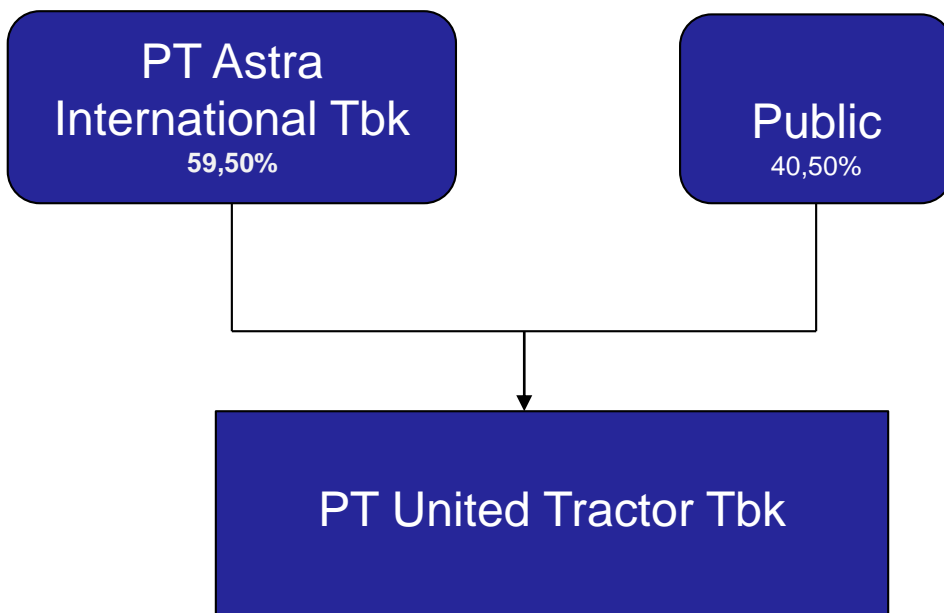 PT Astra
International Tbk
59,50%
Public
40,50%
PT United Tractor Tbk